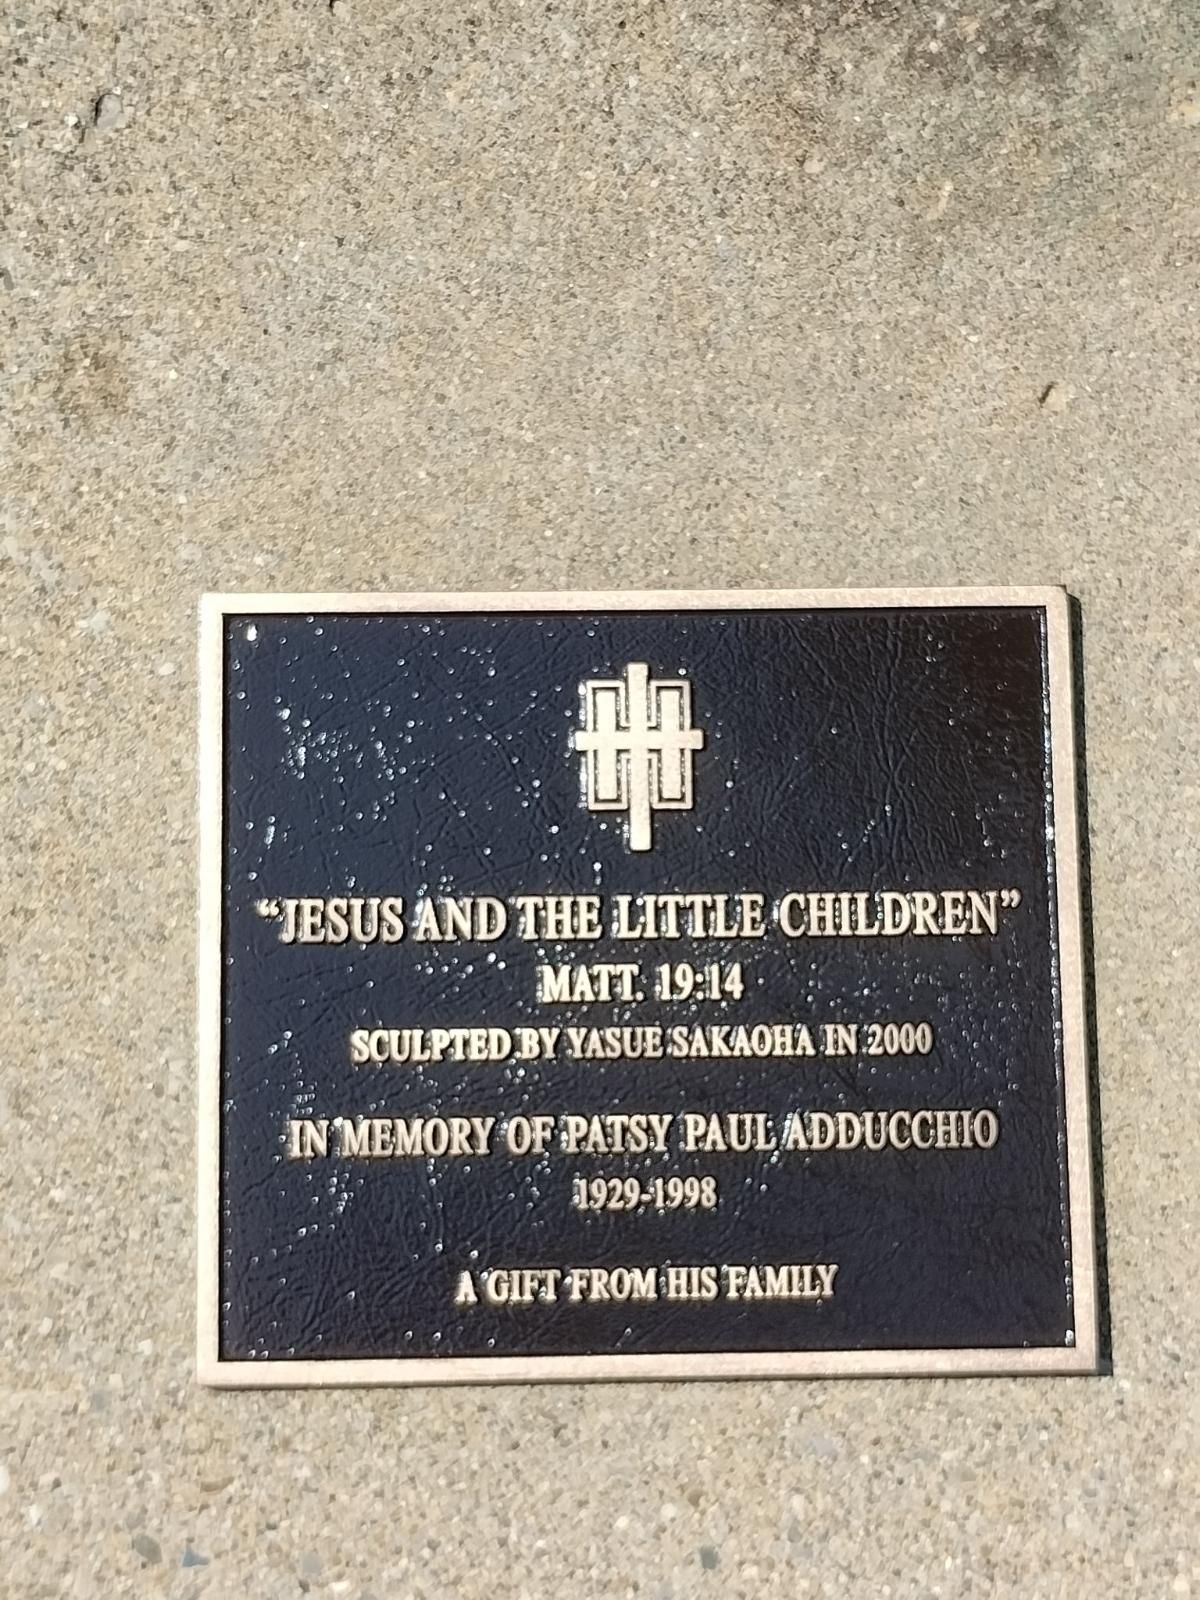 “JESUS AND THE LITTLE CHILDREN”
MATT. 19:14
SCULPTED BY YASUE SAKAOHA IN 2000
IN MEMORY OF PATSY PAUL ADDUCCHIO
1929-1998
A GIFT FROM HIS FAMILY